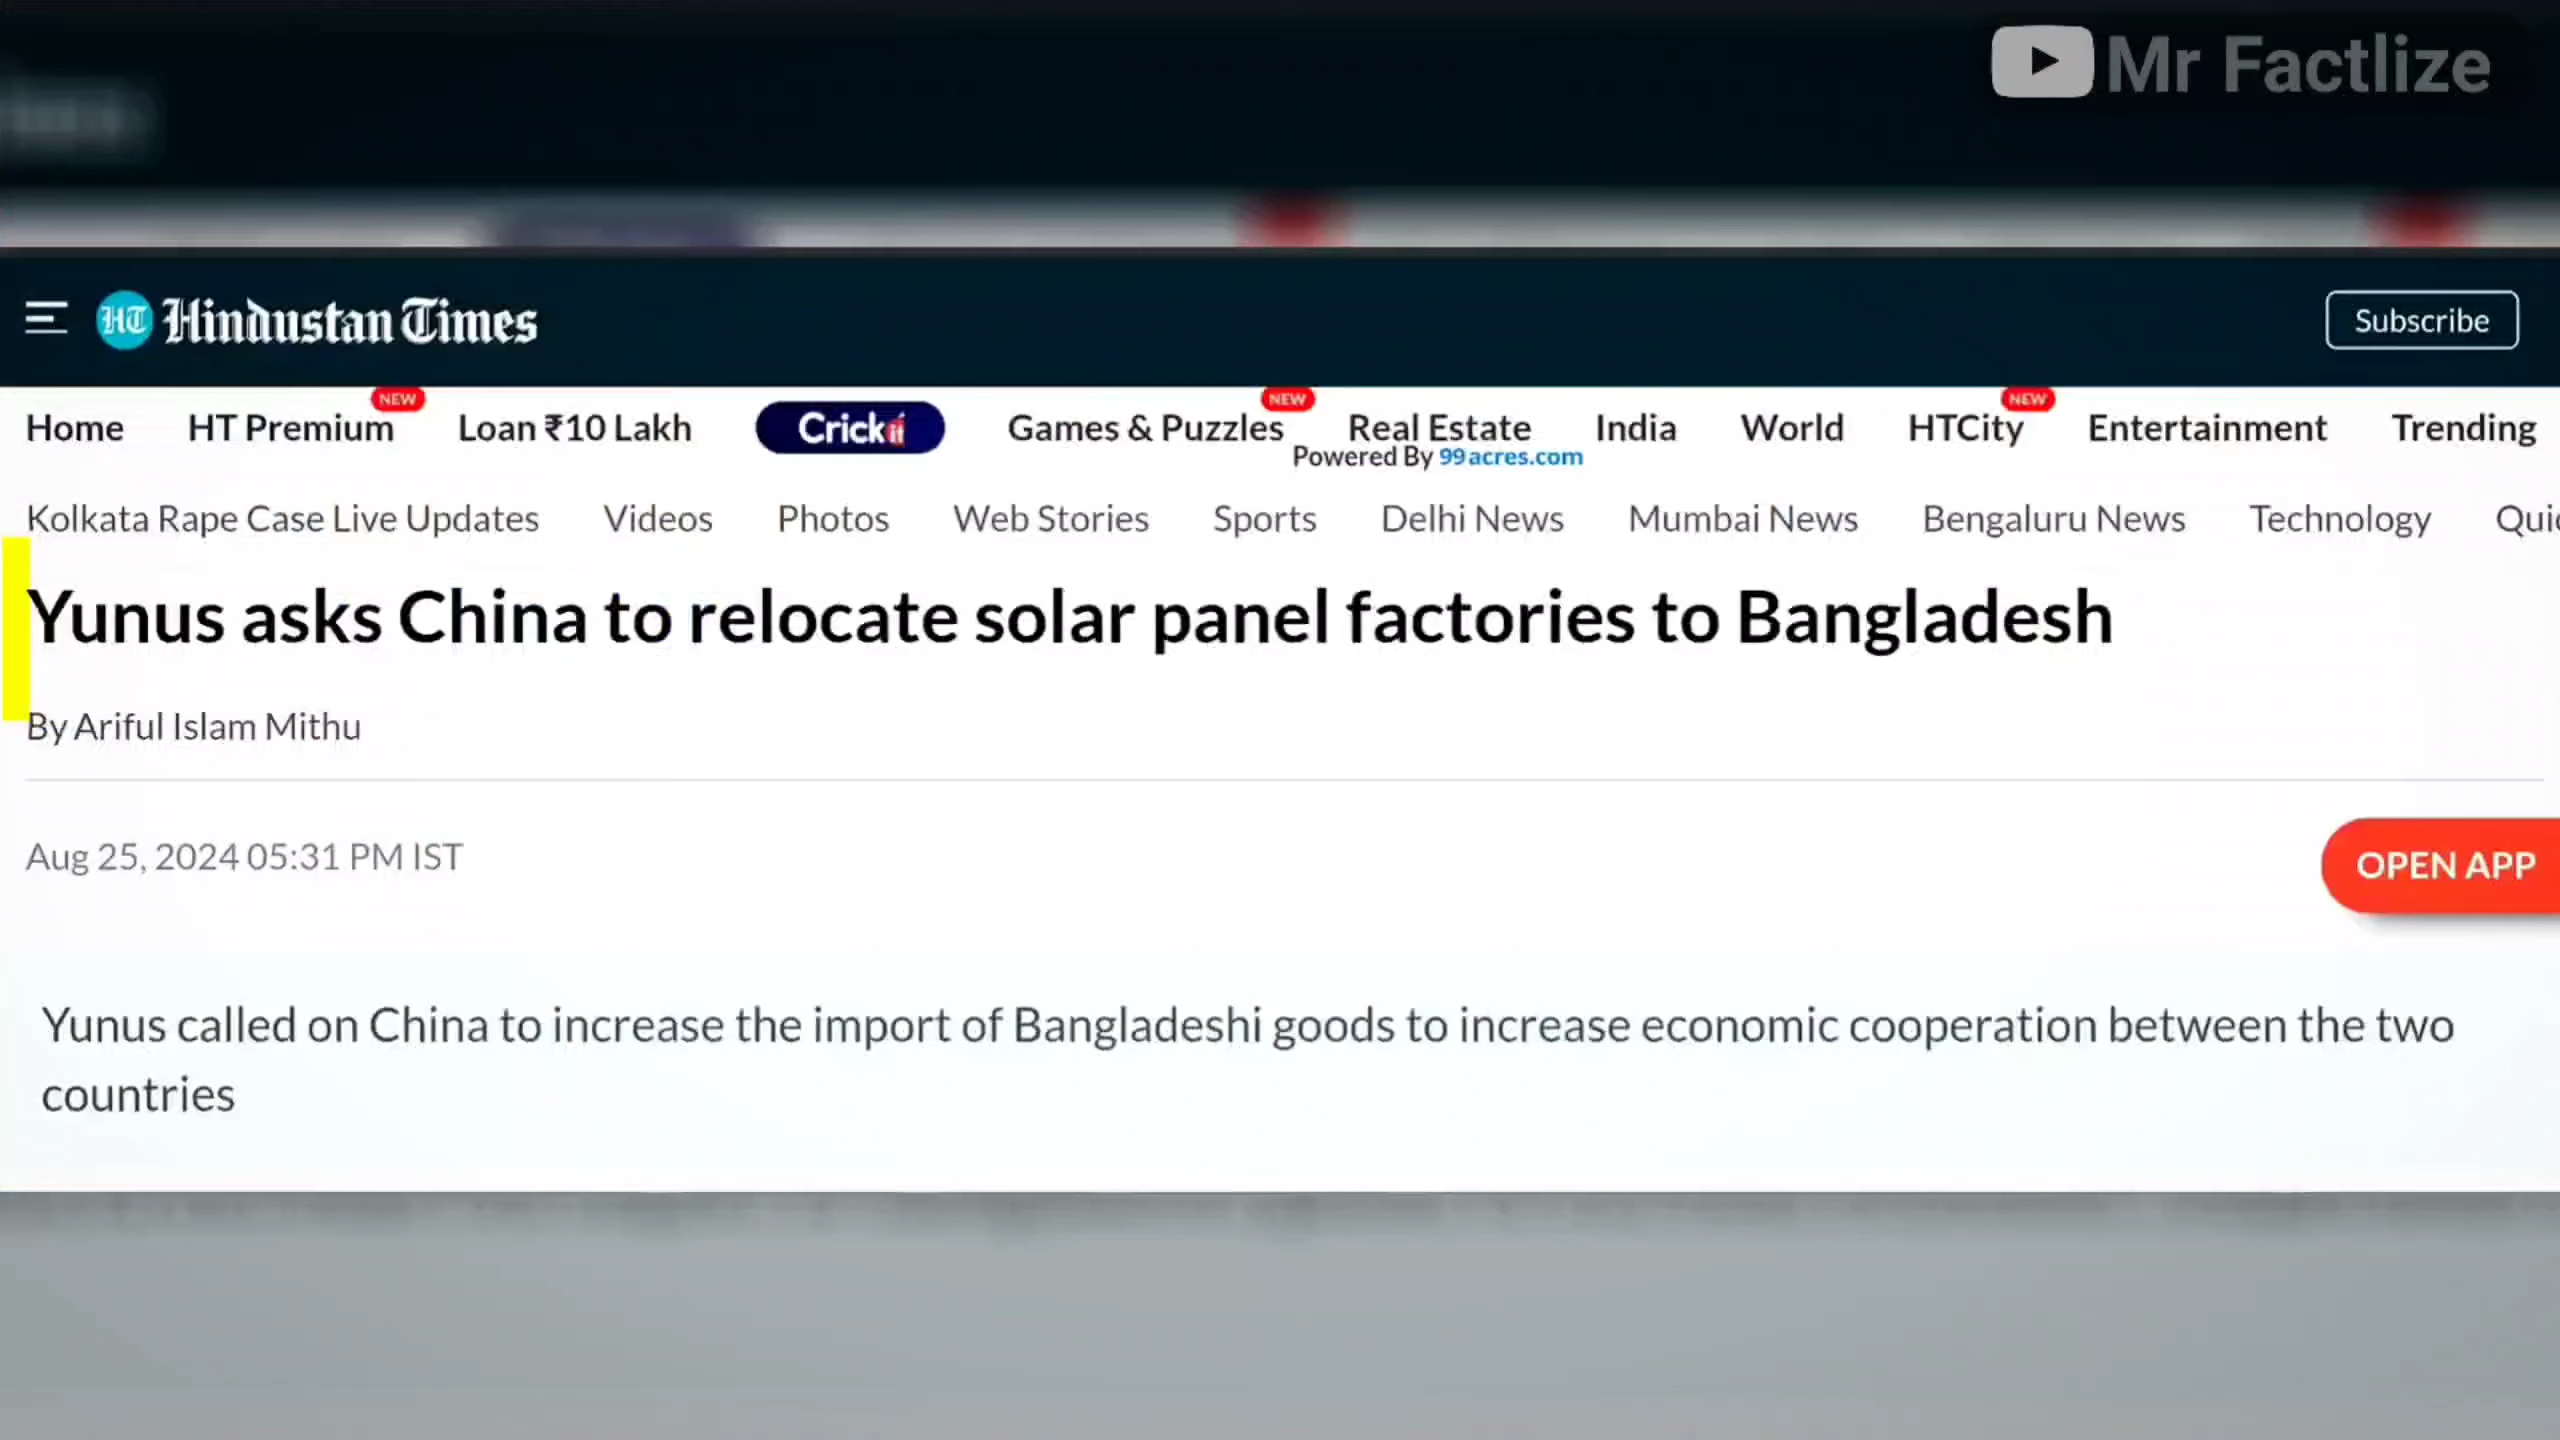 Mr Factlize
HT Hindustan Times
Subscribe
NEW
NEW
NEW
Home HT Premium Loan ₹10 Lakh Crickit Games & Puzzles Real Estate India World HTCity Entertainment Trending
Powered By 99acres.com
Kolkata Rape Case Live Updates Videos Photos Web Stories Sports Delhi News Mumbai News Bengaluru News Technology
Yunus asks China to relocate solar panel factories to Bangladesh
By Ariful Islam Mithu
Aug 25, 2024 05:31 PM IST
OPEN APP
Yunus called on China to increase the import of Bangladeshi goods to increase economic cooperation between the two
countries